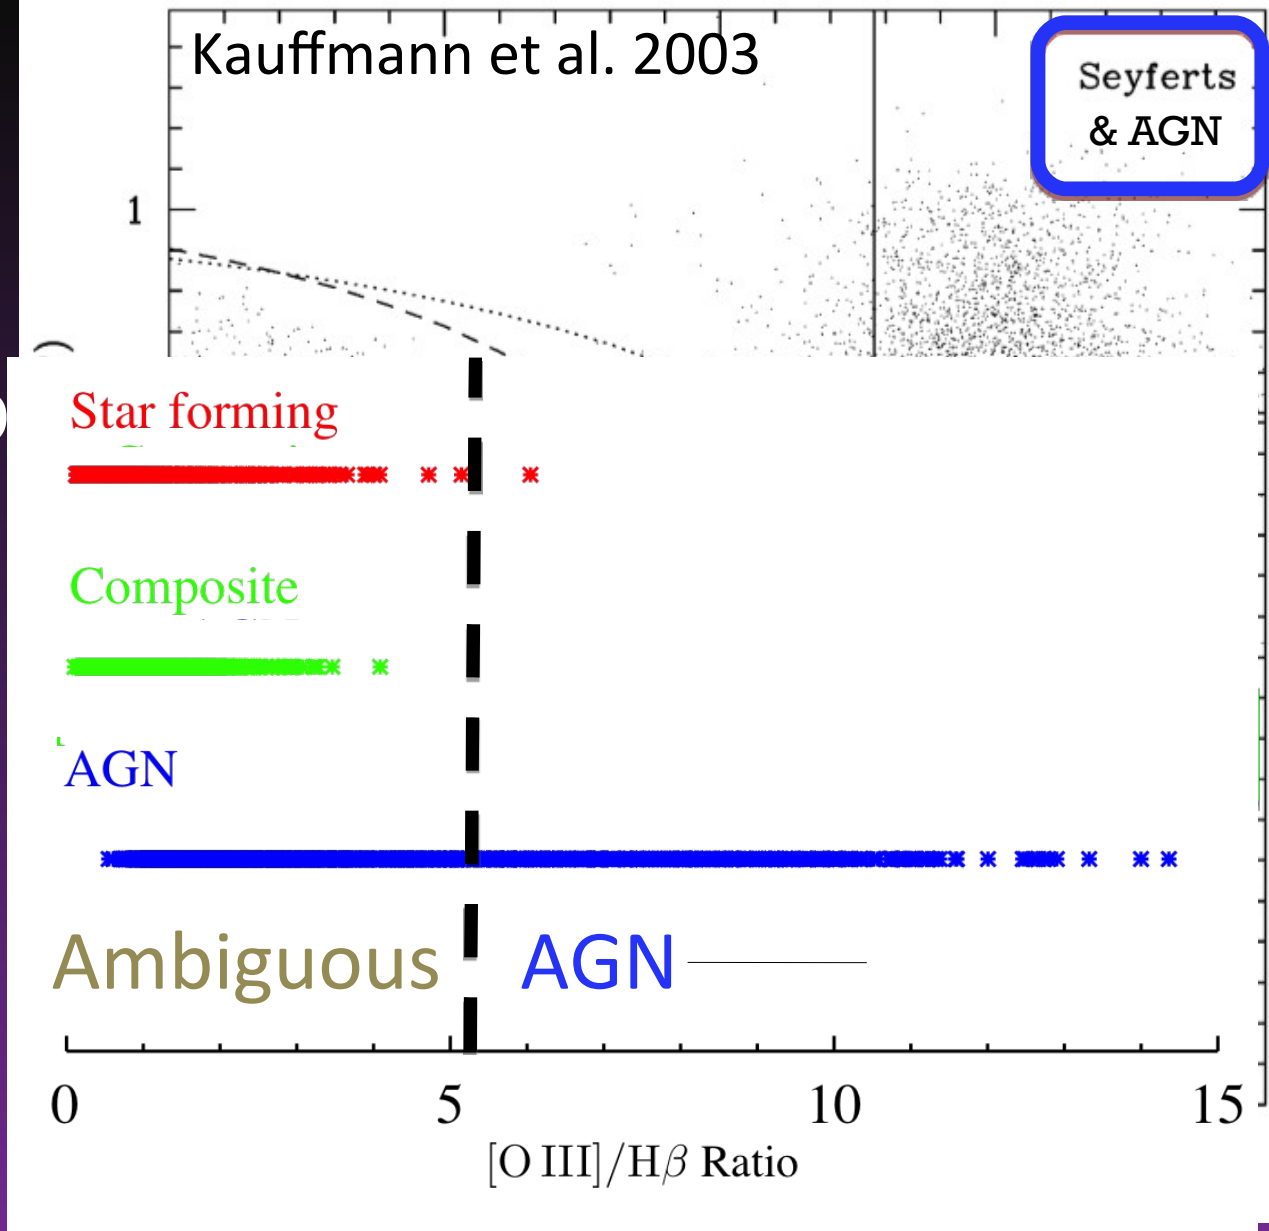 Kauffmann et al. 2003
Seyferts
& AGN
1
Star forming
Composite
AGN
Ambiguous AGN
0 5 10 15
[O III]/Hβ Ratio